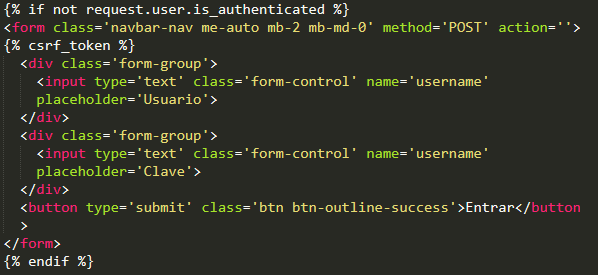 {% if not request.user.is_authenticated %}
<form class='navbar-nav me-auto mb-2 mb-md-0' method='POST' action=''>
{% csrf_token %}
<div class='form-group'>
<input type='text' class='form-control' name='username'
placeholder='Usuario'>
</div>
<div class='form-group'>
<input type='text' class='form-control' name='username'
placeholder='Clave'>
</div>
<button type='submit' class='btn btn-outline-success'>Entrar</button
>
</form>
{% endif %}